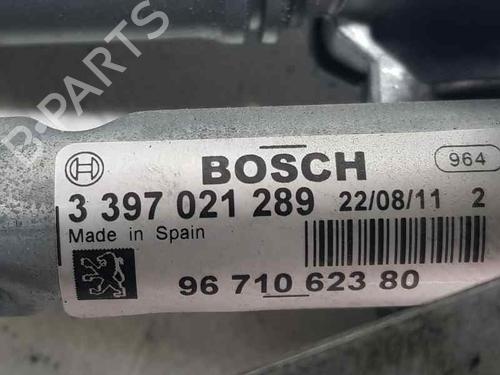 BOSCH
964
3 397 021 289 22/08/11 2
Made in Spain
96 710 623 80
B-PARTS